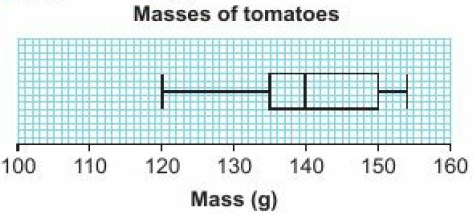 Masses of tomatoes
100 110 120 130 140 150 160
Mass (g)